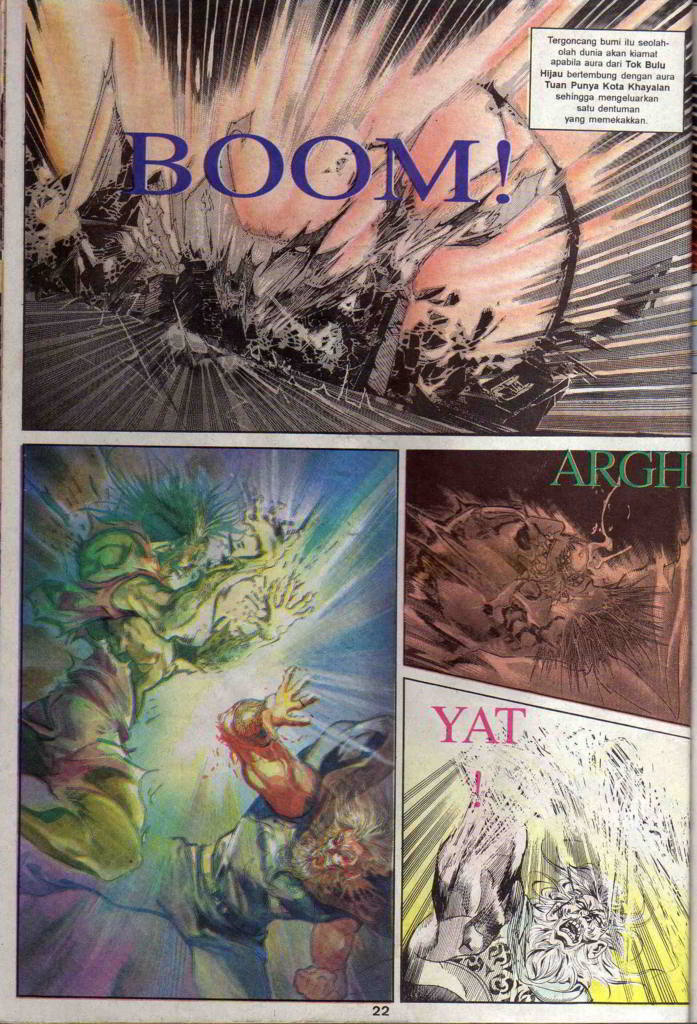 Tergoncang bumi itu seolah-
olah dunia akan kiamat
apabila aura dari Tok Bulu
Hijau bertembung dengan aura
Tuan Punya Kota Khayalan
sehingga mengeluarkan
satu dentuman
yang memekakkan.
BOOM!
ARGH
YAT
!
22